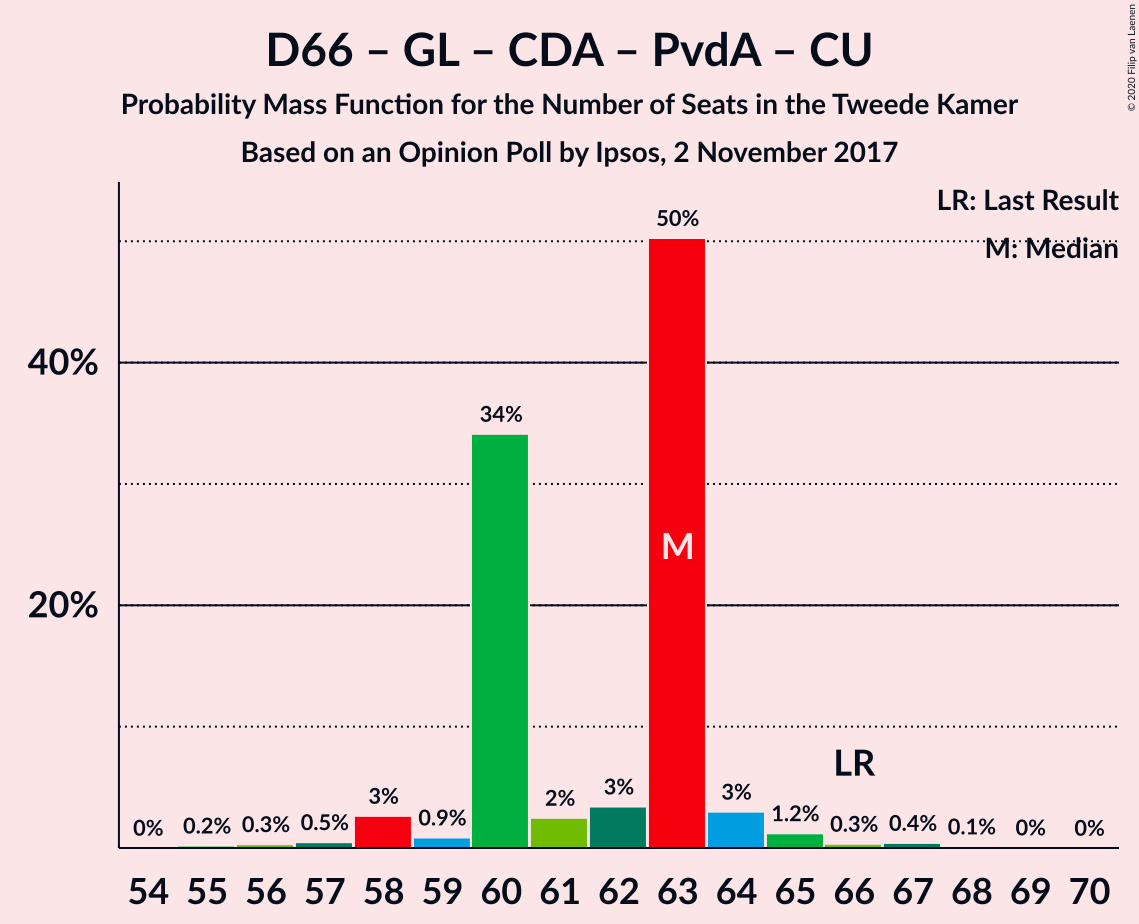 D66 – GL – CDA – PvdA – CU
Probability Mass Function for the Number of Seats in the Tweede Kamer
Based on an Opinion Poll by Ipsos, 2 November 2017
© 2020 Filip van Laenen
LR: Last Result
M: Median
40%
20%
0% 0.2% 0.3% 0.5% 3% 0.9% 34% 2% 3% 50% 3% 1.2% 0.3% 0.4% 0.1% 0% 0%
M
LR
54 55 56 57 58 59 60 61 62 63 64 65 66 67 68 69 70